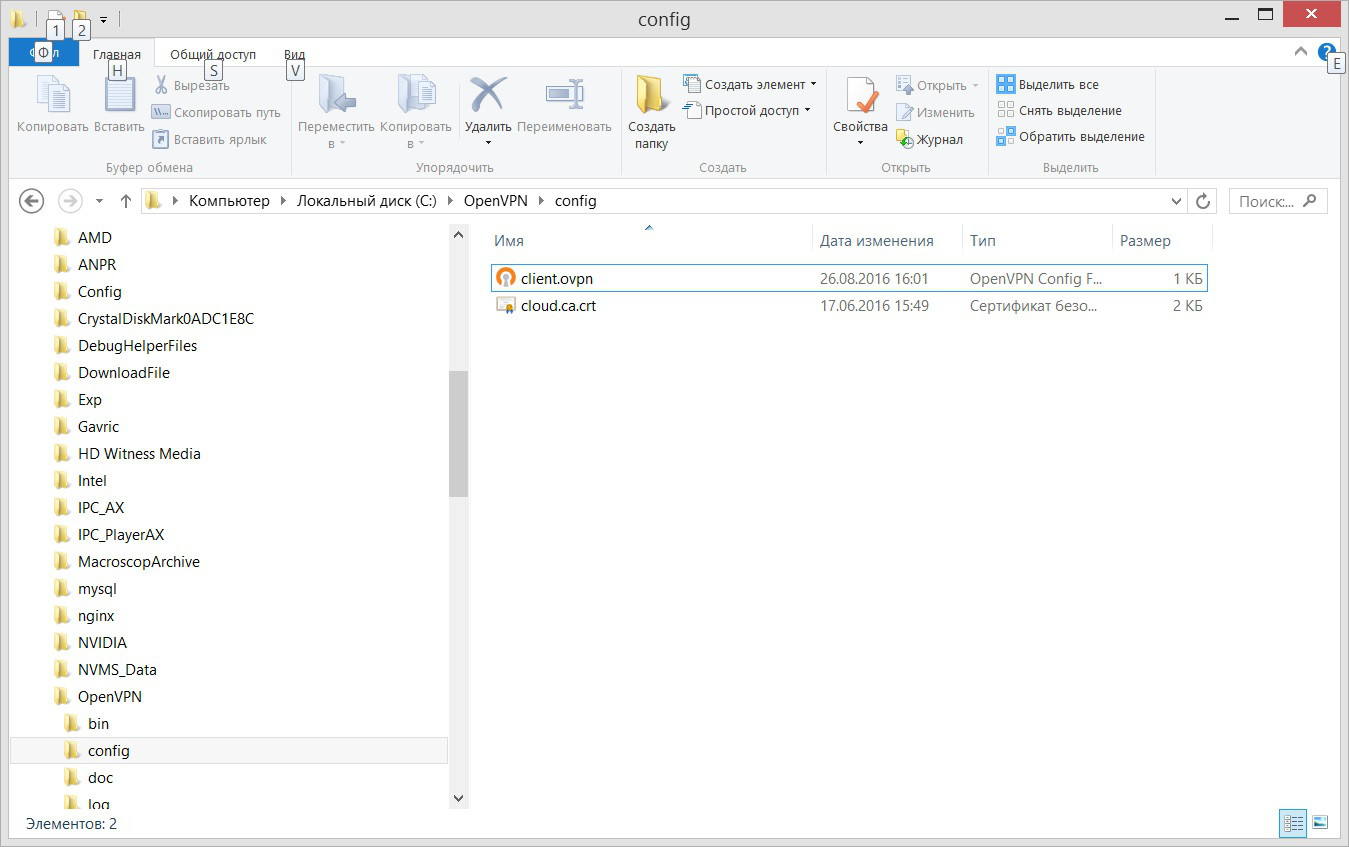 config
1 2
Ф
Главная Общий доступ Вид
H S V E
Копировать Вставить
Вырезать
Скопировать путь
Вставить ярлык
Буфер обмена
Переместить в Копировать в
Удалить Переименовать
Упорядочить
Создать папку
Создать элемент
Простой доступ
Создать
Свойства
Открыть
Изменить
Журнал
Открыть
Выделить все
Снять выделение
Обратить выделение
Выделить
Компьютер Локальный диск (C:) OpenVPN config
Поиск:...
AMD
ANPR
Config
CrystalDiskMark0ADC1E8C
DebugHelperFiles
DownloadFile
Exp
Gavric
HD Witness Media
Intel
IPC_AX
IPC_PlayerAX
MacroscopArchive
mysql
nginx
NVIDIA
NVMS_Data
OpenVPN
bin
config
doc
log
Имя Дата изменения Тип Размер
client.ovpn 26.08.2016 16:01 OpenVPN Config F... 1 КБ
cloud.ca.crt 17.06.2016 15:49 Сертификат безо... 2 КБ
Элементов: 2